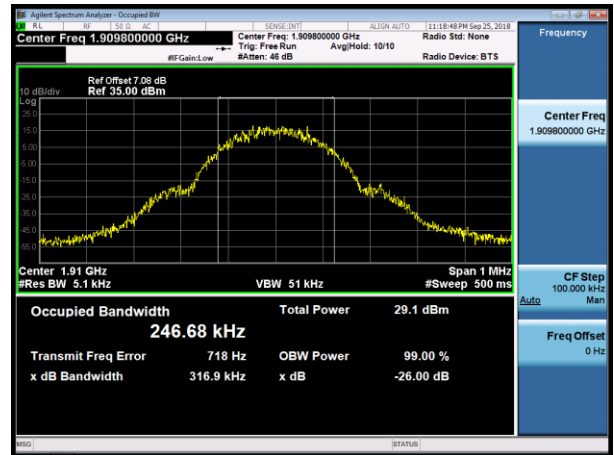 Agilent Spectrum Analyzer - Occupied BW
RL RF 50 Ω AC SENSE:INT ALIGN AUTO 11:18:48 PM Sep 25, 2018
Center Freq 1.909800000 GHz
Center Freq: 1.909800000 GHz
Radio Std: None
Trig: Free Run Avg|Hold: 10/10
#IFGain:Low #Atten: 46 dB Radio Device: BTS
Frequency
Ref Offset 7.08 dB
10 dB/div Ref 35.00 dBm
Log
25.0
15.0
5.00
-5.00
-15.0
-25.0
-35.0
-45.0
-55.0
Center 1.91 GHz Span 1 MHz
#Res BW 5.1 kHz VBW 51 kHz #Sweep 500 ms
Occupied Bandwidth Total Power 29.1 dBm
246.68 kHz
Transmit Freq Error 718 Hz OBW Power 99.00 %
x dB Bandwidth 316.9 kHz x dB -26.00 dB
Center Freq
1.909800000 GHz
CF Step
100.000 kHz
Auto Man
Freq Offset
0 Hz
MSG STATUS